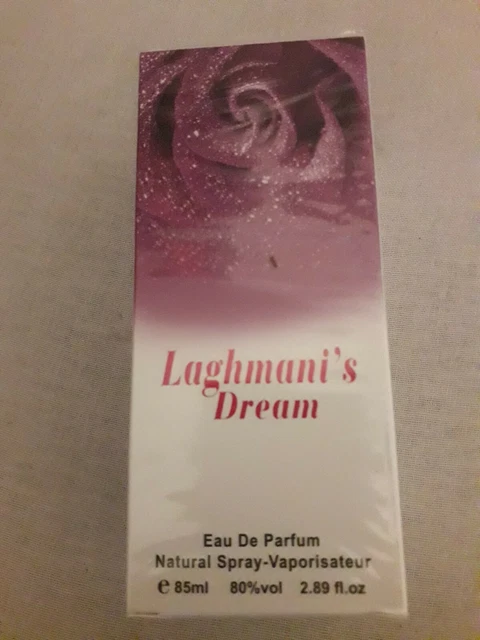 Laghmani's
Dream
Eau De Parfum
Natural Spray-Vaporisateur
℮ 85ml 80%vol 2.89 fl.oz